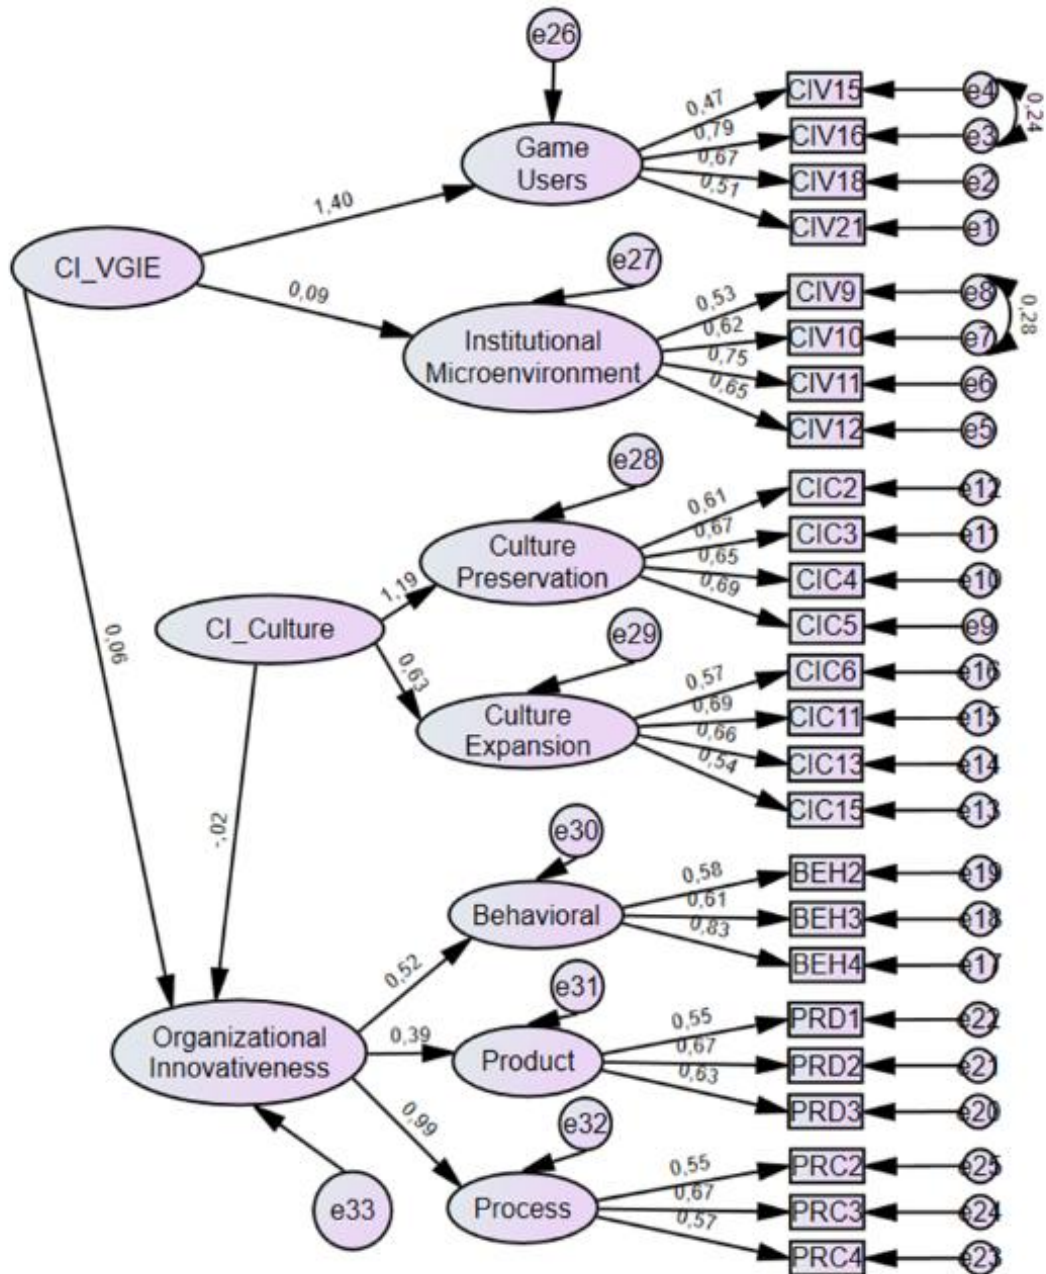 e26
CIV15
e4
0,47
0,24
CIV16
e3
0,79
Game
Users
0,67
CIV18
e2
0,51
CIV21
e1
1,40
CI_VGIE
e27
0,09
0,53
CIV9
e8
0,28
0,62
CIV10
e7
Institutional
Microenvironment
0,75
CIV11
e6
0,65
CIV12
e5
e28
0,61
CIC2
e12
0,67
CIC3
e11
Culture
Preservation
0,65
CIC4
e10
0,69
CIC5
e9
1,19
CI_Culture
0,06
e29
0,63
0,57
CIC6
e16
0,69
CIC11
e15
Culture
Expansion
0,66
CIC13
e14
0,54
CIC15
e13
-,02
e30
0,58
BEH2
e19
Behavioral
0,61
BEH3
e18
0,83
BEH4
e17
0,52
e31
0,55
PRD1
e22
Organizational
Innovativeness
0,39
Product
0,67
PRD2
e21
0,63
PRD3
e20
0,99
e32
0,55
PRC2
e25
e33
Process
0,67
PRC3
e24
0,57
PRC4
e23